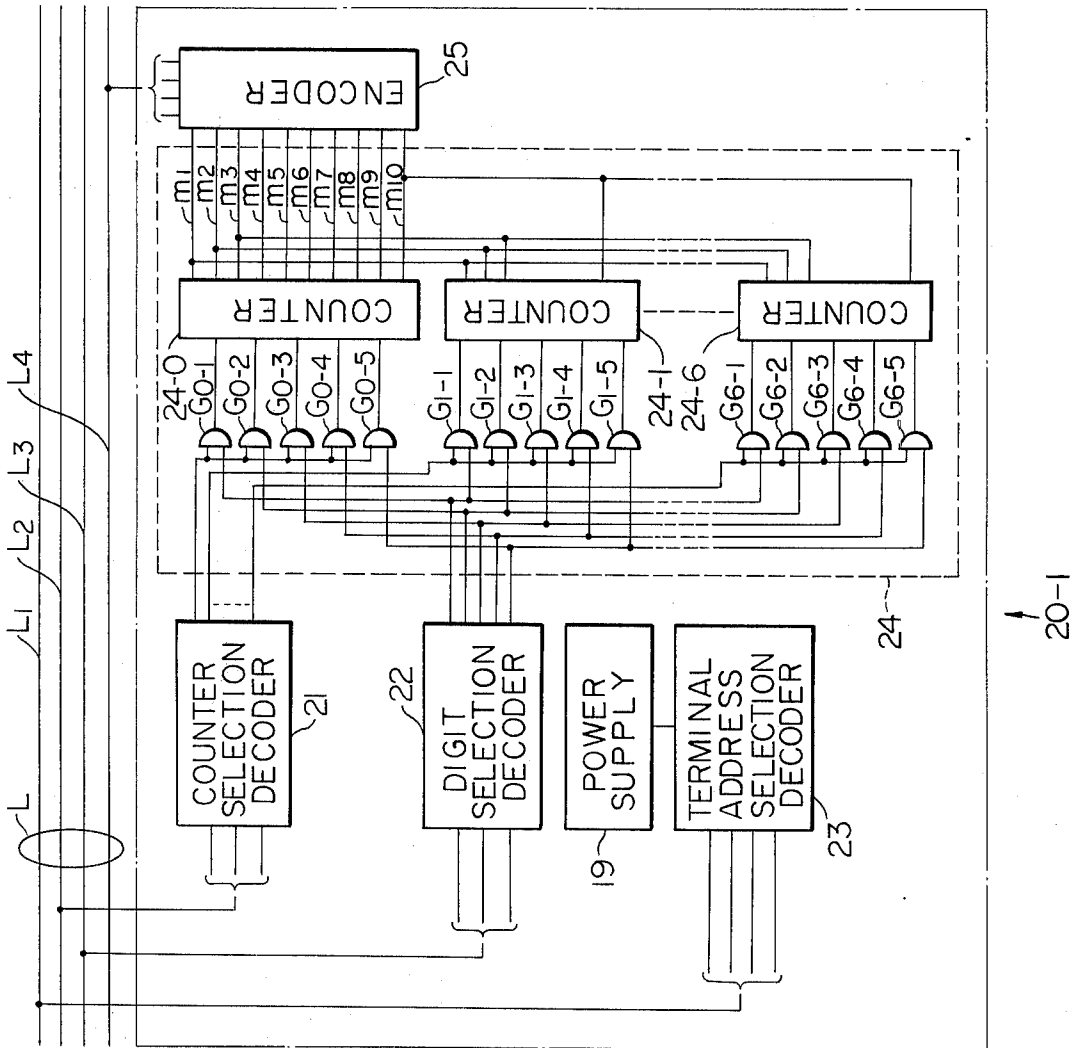 L
L1
L2
L3
L4
COUNTER
SELECTION
DECODER
21
DIGIT
SELECTION
DECODER
22
POWER
SUPPLY
19
TERMINAL
ADDRESS
SELECTION
DECODER
23
24-0
G0-1
G0-2
G0-3
G0-4
G0-5
COUNTER
G1-1
G1-2
G1-3
G1-4
G1-5
COUNTER
24-1
24-6
G6-1
G6-2
G6-3
G6-4
G6-5
COUNTER
24
m1
m2
m3
m4
m5
m6
m7
m8
m9
m10
ENCODER
25
20-1